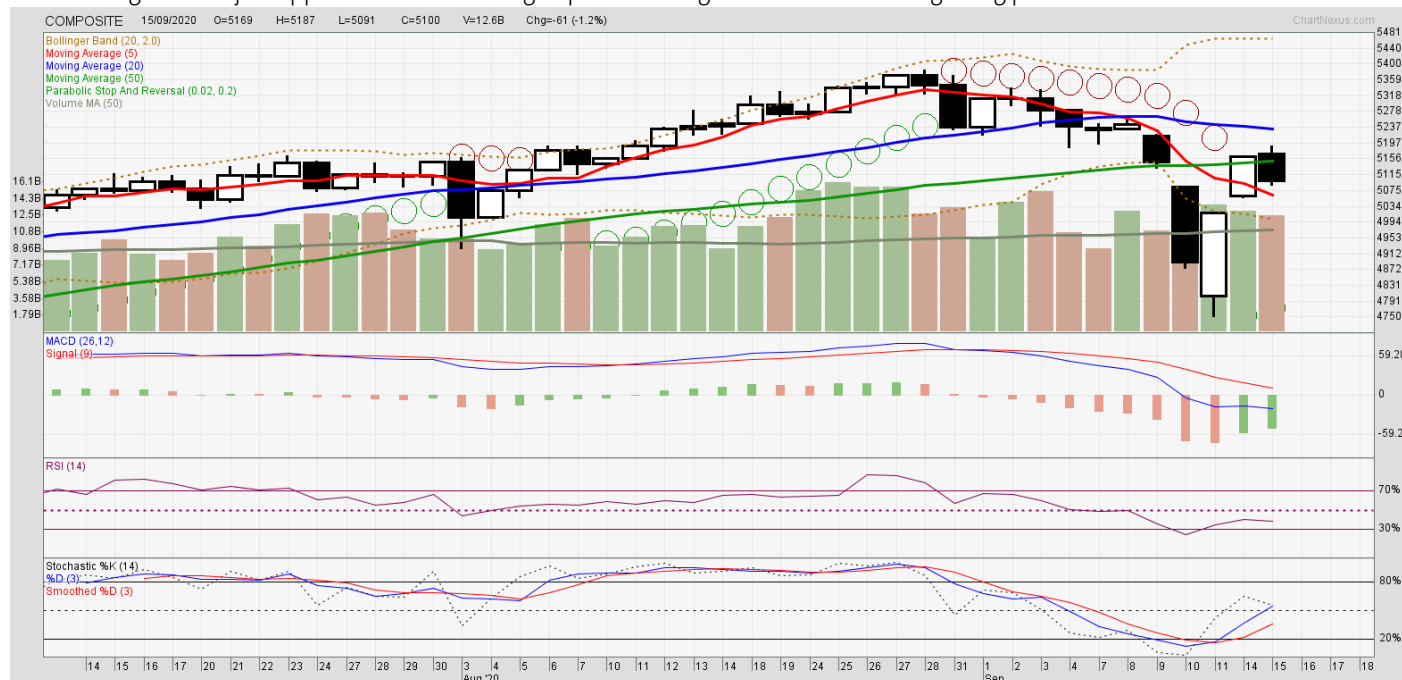 COMPOSITE 15/09/2020 O=5169 H=5187 L=5091 C=5100 V=12.6B Chg=-61 (-1.2%) ChartNexus.com
Bollinger Band (20, 2.0)
Moving Average (5)
Moving Average (20)
Moving Average (50)
Parabolic Stop And Reversal (0.02, 0.2)
Volume MA (50)
16.1B
14.3B
12.5B
10.8B
8.96B
7.17B
5.38B
3.58B
1.79B
5481
5440
5400
5359
5318
5278
5237
5197
5156
5115
5075
5034
4994
4953
4912
4872
4831
4791
4750
MACD (26,12)
Signal (9)
59.20
0
-59.2
RSI (14)
70%
30%
Stochastic %K (14)
%D (3)
Smoothed %D (3)
80%
20%
14 15 16 17 20 21 22 23 24 27 28 29 30 3 4 5 6 7 10 11 12 13 14 18 19 24 25 26 27 28 31 1 2 3 4 7 8 9 10 11 14 15 16 17 18
Aug '20 Sep